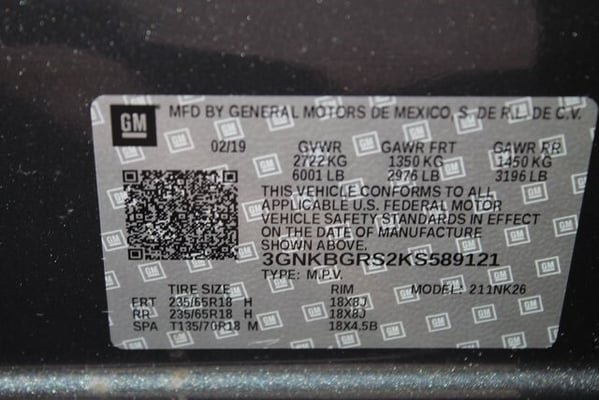 GM MFD BY GENERAL MOTORS DE MEXICO, S. DE R.L. DE C.V.
02/19 GVWR GAWR FRT GAWR RR
2722 KG 1350 KG 1450 KG
6001 LB 2976 LB 3196 LB
THIS VEHICLE CONFORMS TO ALL
APPLICABLE U.S. FEDERAL MOTOR
VEHICLE SAFETY STANDARDS IN EFFECT
ON THE DATE OF MANUFACTURE
SHOWN ABOVE.
3GNKBGRS2KS589121
TYPE: M.P.V.
TIRE SIZE RIM MODEL: 211NK26
FRT 235/65R18 H 18X8J
RR 235/65R18 H 18X8J
SPA T135/70R18 M 18X4.5B